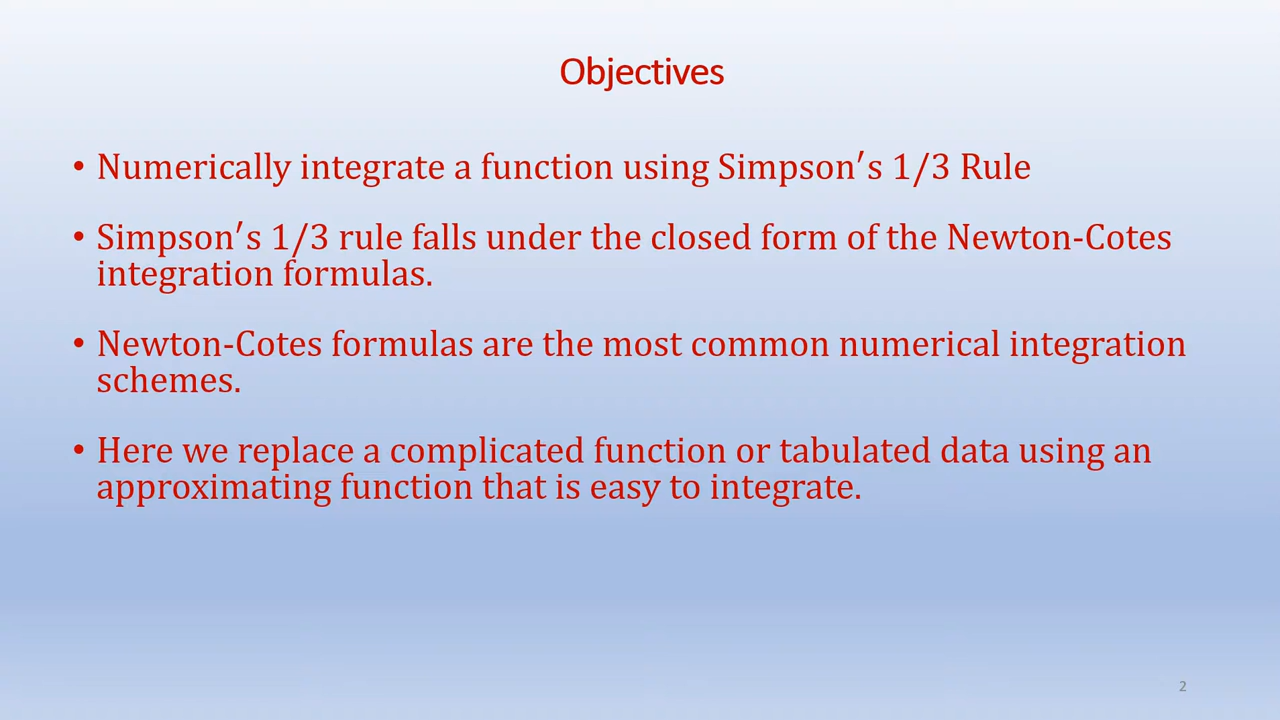 Objectives
• Numerically integrate a function using Simpson′s 1/3 Rule
• Simpson′s 1/3 rule falls under the closed form of the Newton-Cotes
integration formulas.
• Newton-Cotes formulas are the most common numerical integration
schemes.
• Here we replace a complicated function or tabulated data using an
approximating function that is easy to integrate.
2